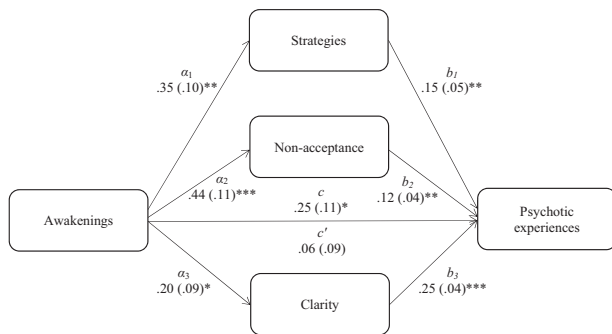 Strategies
α1
.35 (.10)**
b1
.15 (.05)**
Non-acceptance
α2
.44 (.11)***
c
.25 (.11)*
b2
.12 (.04)**
Awakenings
Psychotic
experiences
c'
.06 (.09)
α3
.20 (.09)*
Clarity
b3
.25 (.04)***